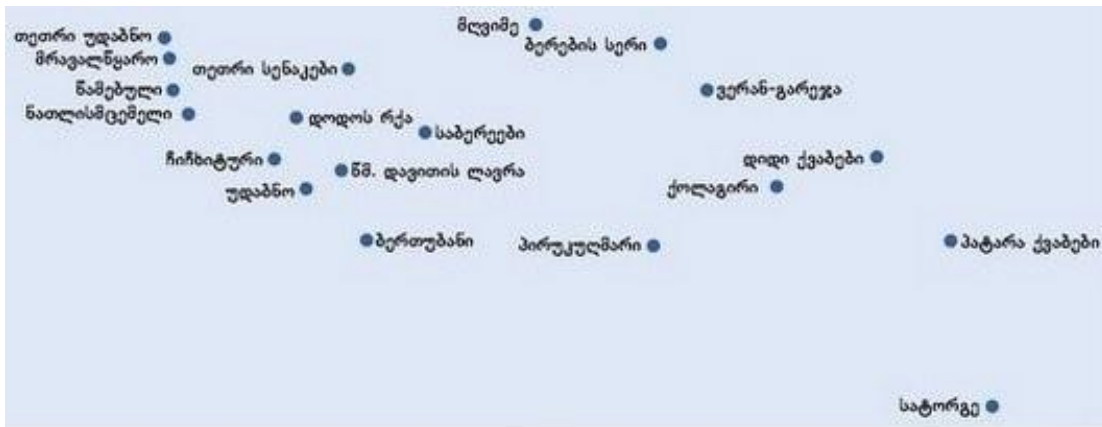 მღვიმე
ბერების სერი
თეთრი უდაბნო
მრავალწყარო
თეთრი სენაკები
წამებული
ვერან-გარეჯა
ნათლისმცემელი
დოდოს რქა
საბერეები
ჩიჩხიტური
წმ. დავითის ლავრა
დიდი ქვაბები
უდაბნო
ქოლაგირი
ბერთუბანი
პირუკუღმარი
პატარა ქვაბები
სატორგე